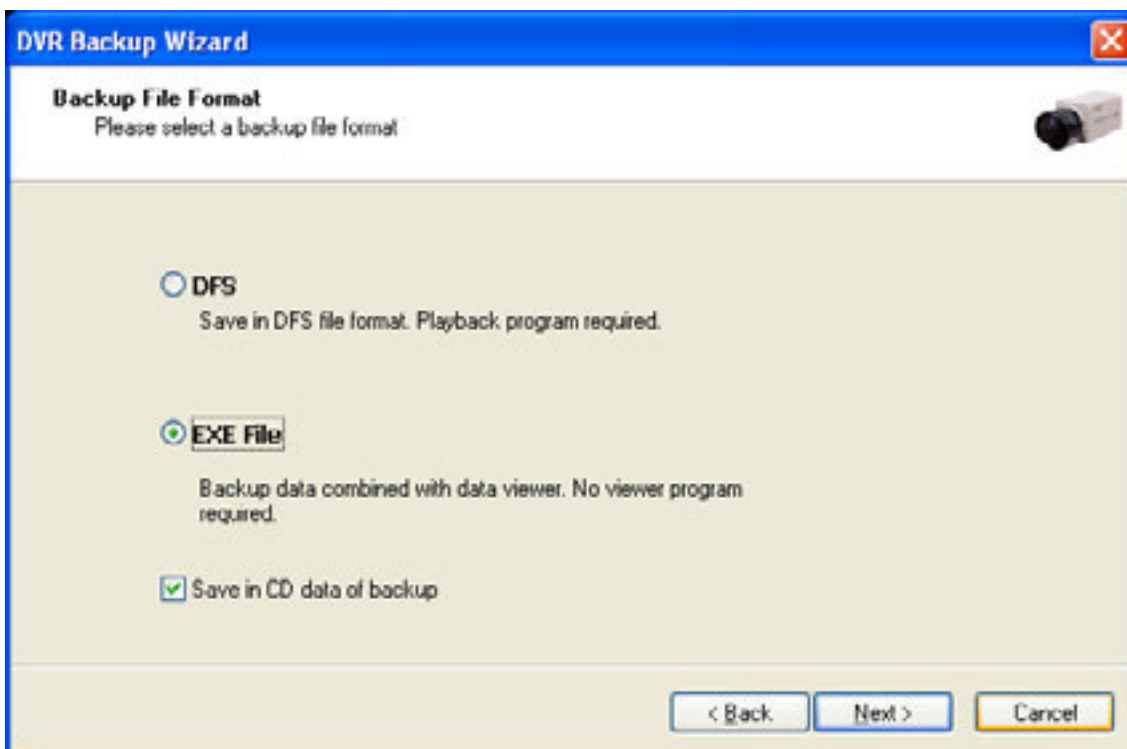 DVR Backup Wizard
Backup File Format
Please select a backup file format
DFS
Save in DFS file format. Playback program required.
EXE File
Backup data combined with data viewer. No viewer program
required.
Save in CD data of backup
< Back
Next >
Cancel